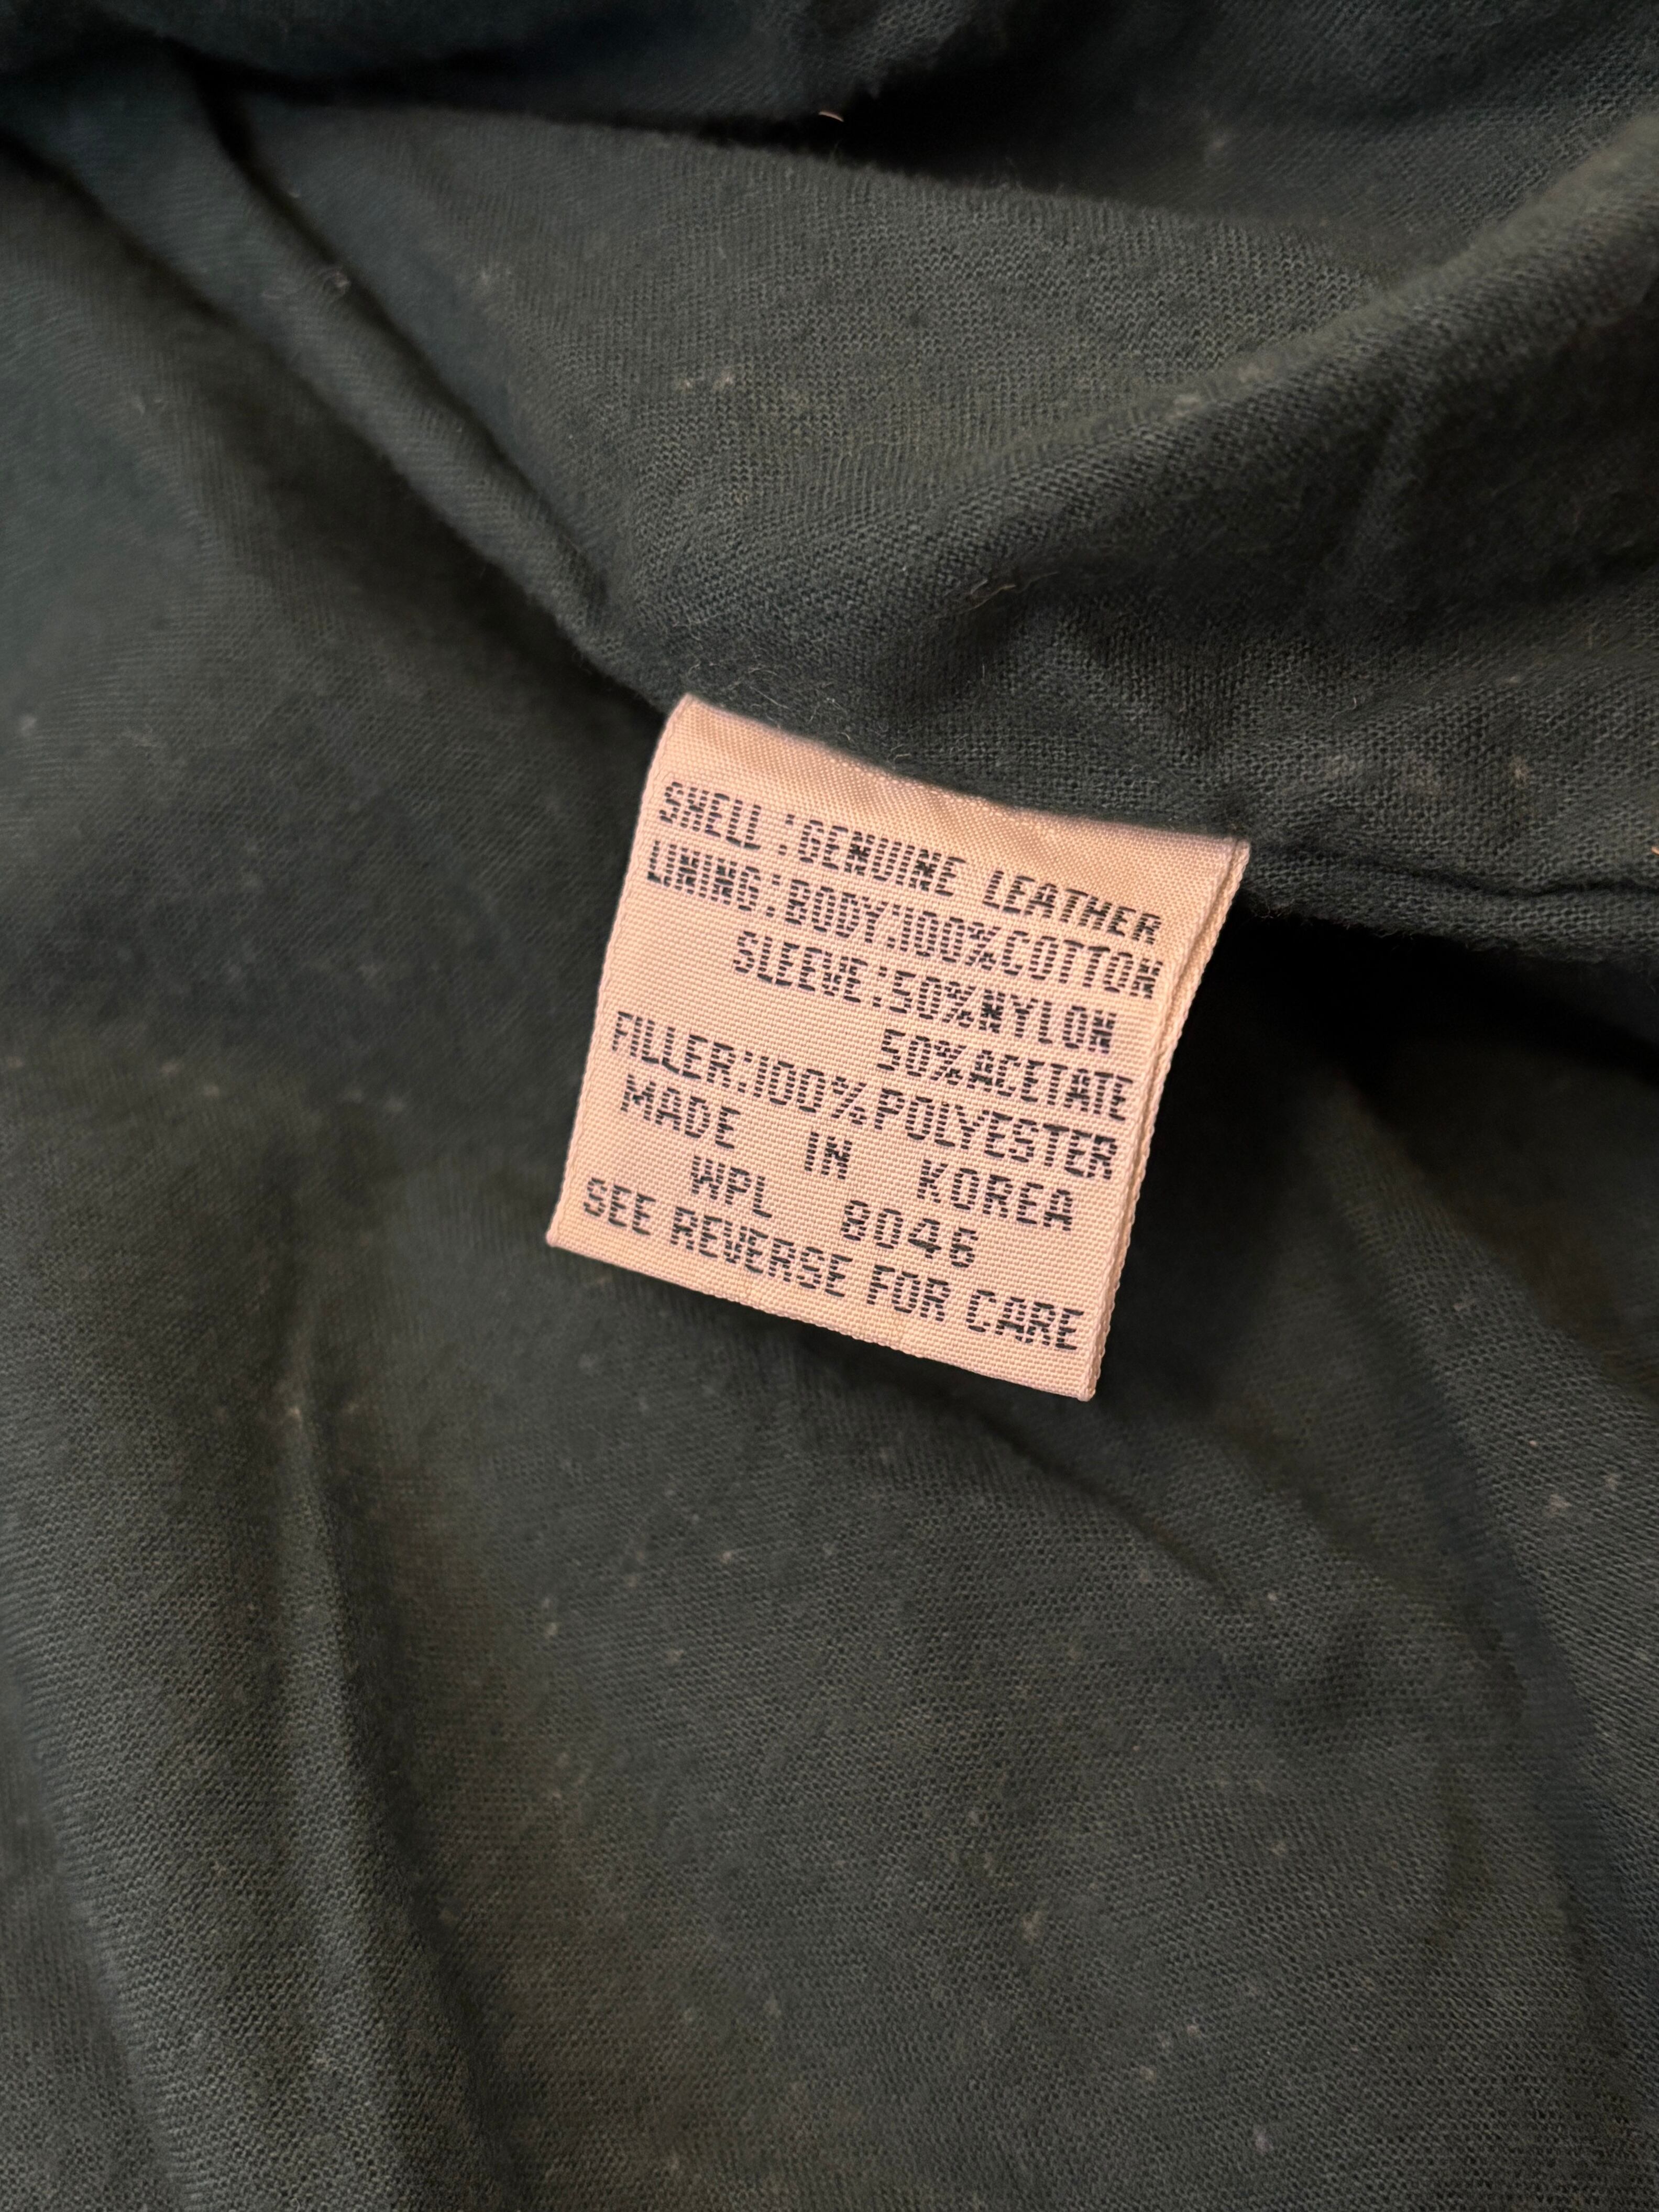 SHELL:GENUINE LEATHER
LINING:BODY:100%COTTON
SLEEVE:50%NYLON
50%ACETATE
FILLER:100%POLYESTER
MADE IN KOREA
WPL 8046
SEE REVERSE FOR CARE